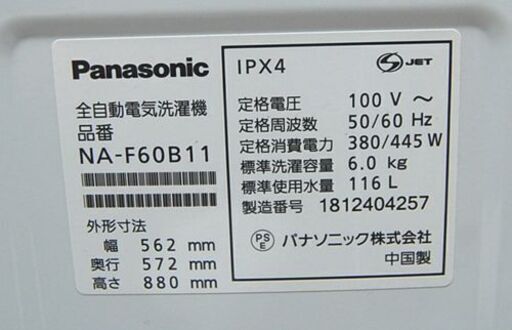 Panasonic
全自動電気洗濯機
品番
NA-F60B11
外形寸法
幅 562 mm
奥行 572 mm
高さ 880 mm
IPX4
S JET
定格電圧 100 V ～
定格周波数 50/60 Hz
定格消費電力 380/445 W
標準洗濯容量 6.0 kg
標準使用水量 116 L
製造番号 1812404257
PS E パナソニック株式会社
中国製